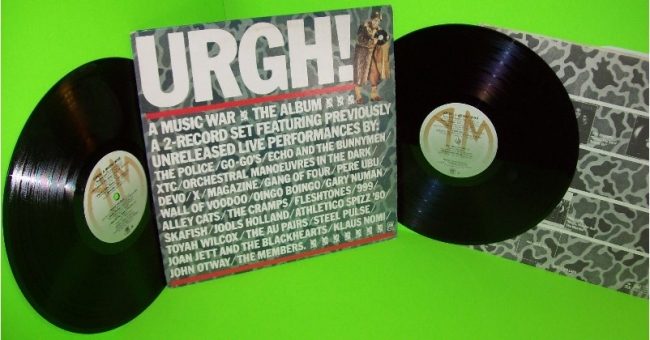 URGH!
A MUSIC WAR THE ALBUM
A 2-RECORD SET FEATURING PREVIOUSLY
UNRELEASED LIVE PERFORMANCES BY:
THE POLICE/GO-GO'S/ECHO AND THE BUNNYMEN
XTC/ORCHESTRAL MANOEUVRES IN THE DARK/
DEVO/X/MAGAZINE/GANG OF FOUR/PERE UBU/
WALL OF VOODOO/OINGO BOINGO/GARY NUMAN/
ALLEY CATS/THE CRAMPS/FLESHTONES/999/
SKAFISH/JOOLS HOLLAND/ATHLETICO SPIZZ '80
TOYAH WILCOX/THE AU PAIRS/STEEL PULSE/
JOAN JETT AND THE BLACKHEARTS/KLAUS NOMI/
JOHN OTWAY/THE MEMBERS.
A&M
A&M